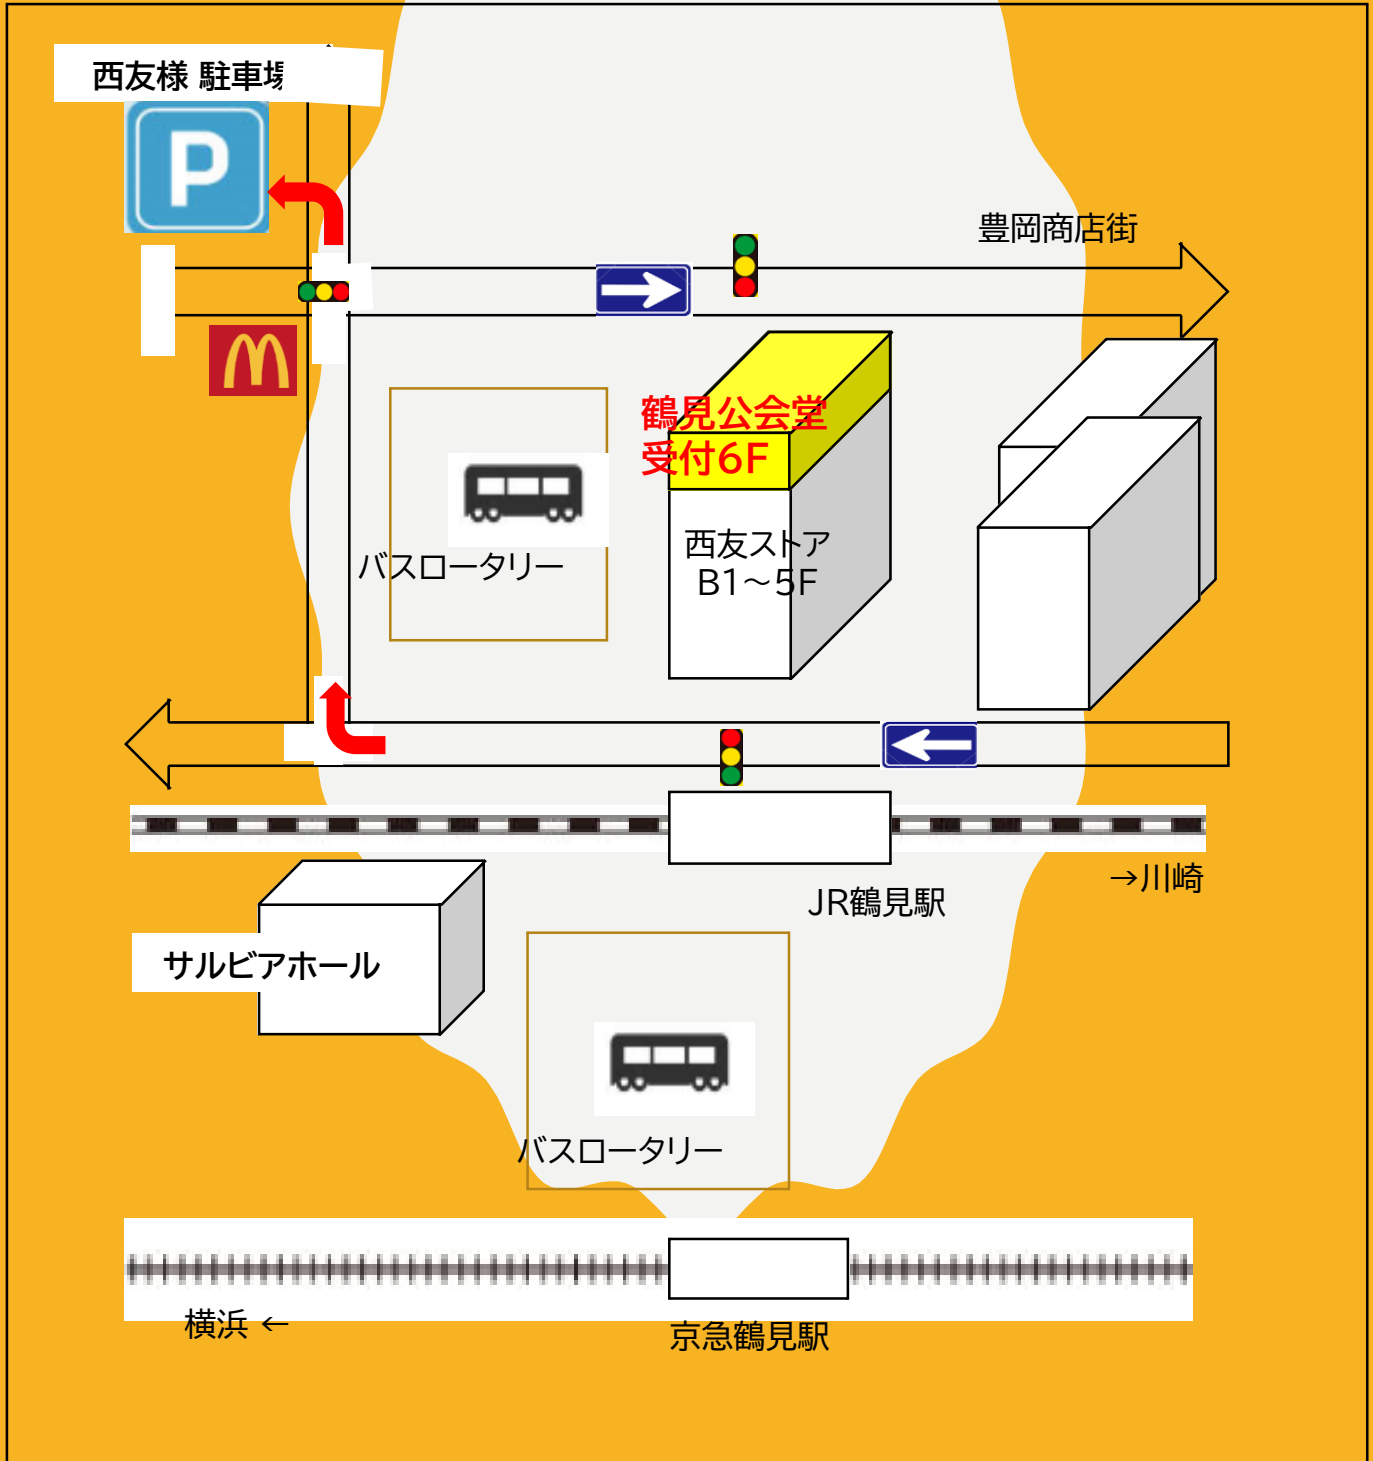 西友様 駐車場
P
豊岡商店街
鶴見公会堂
受付6F
西友ストア
B1～5F
バスロータリー
→川崎
JR鶴見駅
サルビアホール
バスロータリー
横浜 ←
京急鶴見駅